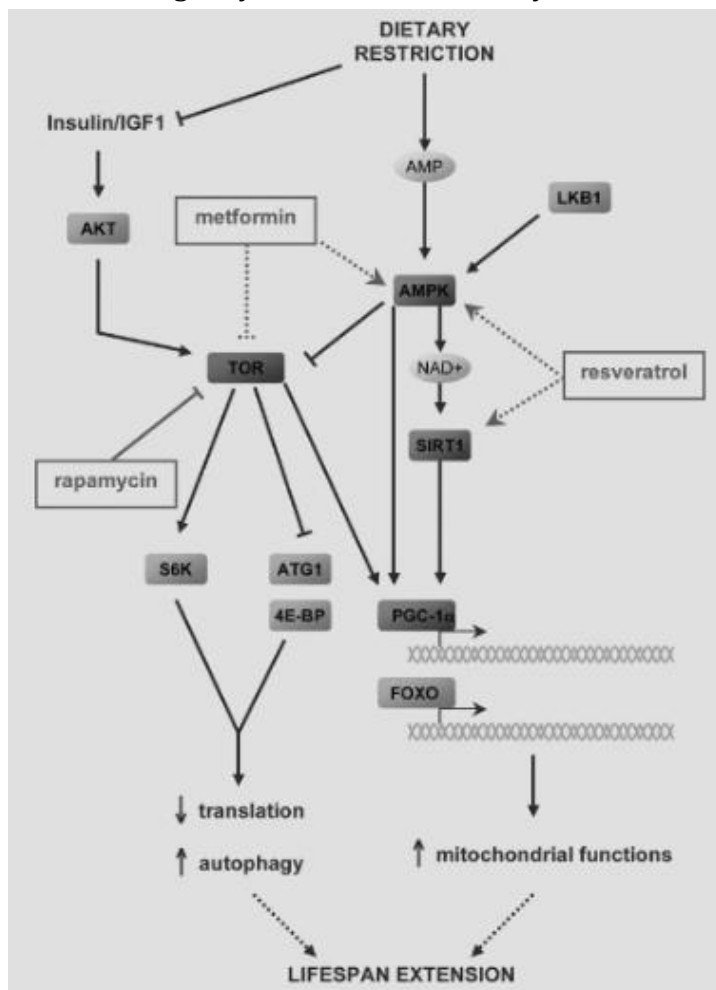 DIETARY
RESTRICTION
Insulin/IGF1
AMP
LKB1
metformin
AKT
AMPK
TOR
NAD+
resveratrol
SIRT1
rapamycin
S6K
ATG1
4E-BP
PGC-1α
FOXO
↓ translation
↑ autophagy
↑ mitochondrial functions
LIFESPAN EXTENSION